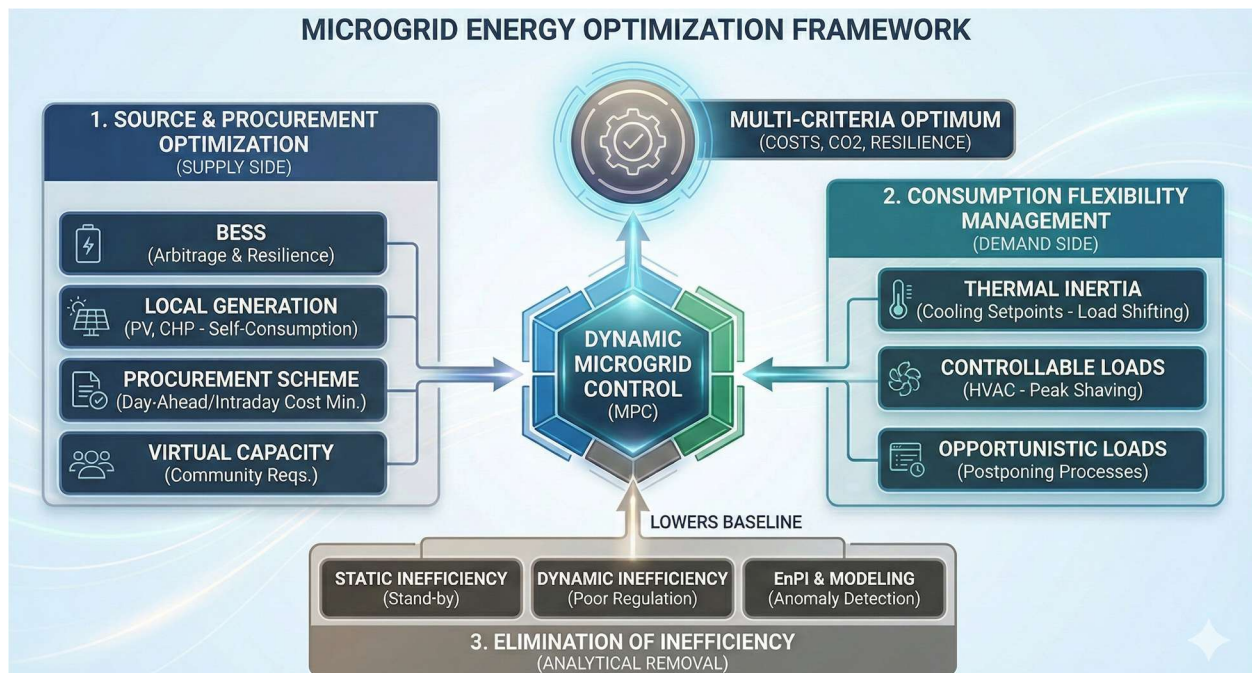 MICROGRID ENERGY OPTIMIZATION FRAMEWORK
1. SOURCE & PROCUREMENT
OPTIMIZATION
(SUPPLY SIDE)
BESS
(Arbitrage & Resilience)
LOCAL GENERATION
(PV, CHP - Self-Consumption)
PROCUREMENT SCHEME
(Day-Ahead/Intraday Cost Min.)
VIRTUAL CAPACITY
(Community Reqs.)
MULTI-CRITERIA OPTIMUM
(COSTS, CO2, RESILIENCE)
DYNAMIC
MICROGRID
CONTROL
(MPC)
2. CONSUMPTION FLEXIBILITY
MANAGEMENT
(DEMAND SIDE)
THERMAL INERTIA
(Cooling Setpoints - Load Shifting)
CONTROLLABLE LOADS
(HVAC - Peak Shaving)
OPPORTUNISTIC LOADS
(Postponing Processes)
LOWERS BASELINE
STATIC INEFFICIENCY
(Stand-by)
DYNAMIC INEFFICIENCY
(Poor Regulation)
EnPI & MODELING
(Anomaly Detection)
3. ELIMINATION OF INEFFICIENCY
(ANALYTICAL REMOVAL)